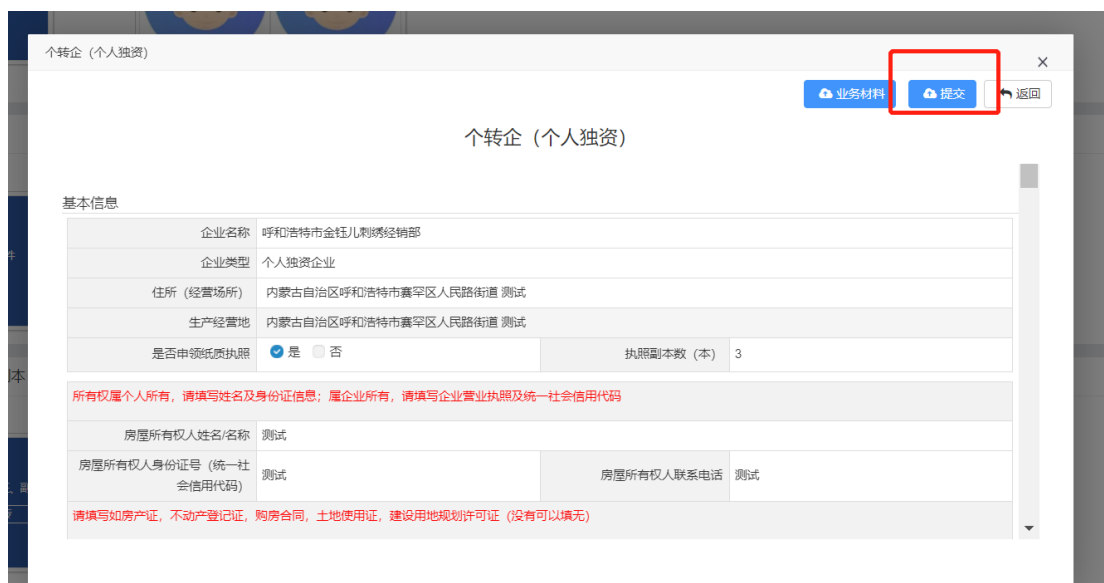 个转企（个人独资）
×
业务材料 提交 返回
个转企（个人独资）
基本信息
企业名称 呼和浩特市金钰儿刺绣经销部
企业类型 个人独资企业
住所（经营场所） 内蒙古自治区呼和浩特市赛罕区人民路街道 测试
生产经营地 内蒙古自治区呼和浩特市赛罕区人民路街道 测试
是否申领纸质执照 是 否 执照副本数（本） 3
所有权属个人所有，请填写姓名及身份证信息；属企业所有，请填写企业营业执照及统一社会信用代码
房屋所有权人姓名/名称 测试
房屋所有权人身份证号（统一社
会信用代码） 测试 房屋所有权人联系电话 测试
请填写如房产证，不动产登记证，购房合同，土地使用证，建设用地规划许可证（没有可以填无）